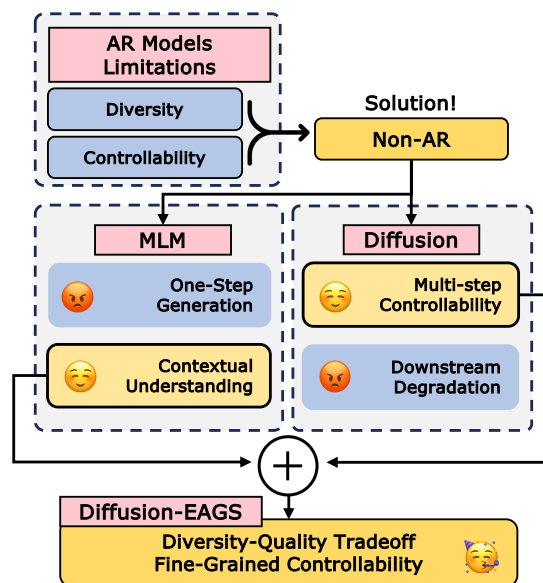 AR Models
Limitations
Diversity
Controllability
Solution!
Non-AR
MLM
One-Step
Generation
Contextual
Understanding
Diffusion
Multi-step
Controllability
Downstream
Degradation
Diffusion-EAGS
Diversity-Quality Tradeoff
Fine-Grained Controllability